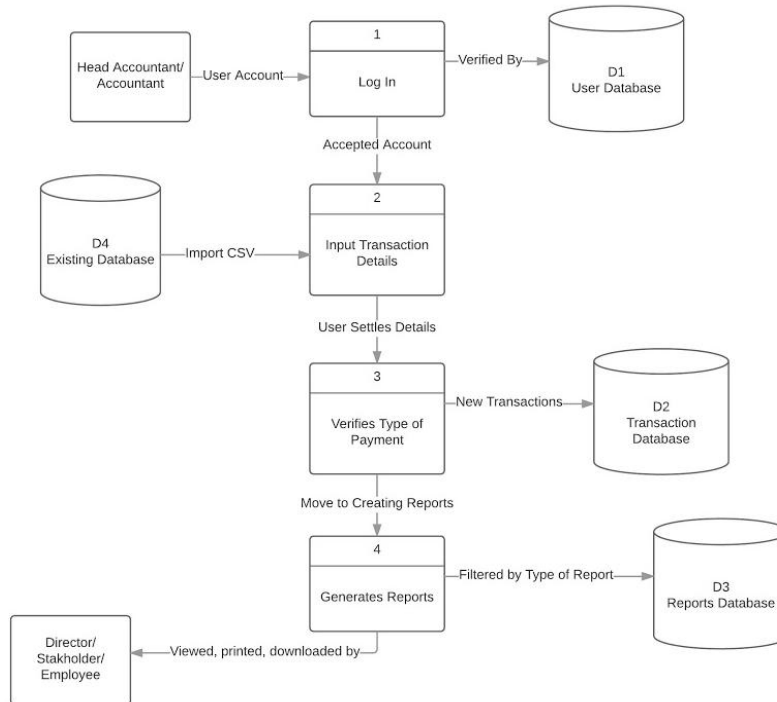 1
Head Accountant/
Accountant
User Account
Log In
Verified By
D1
User Database
Accepted Account
2
D4
Existing Database
Import CSV
Input Transaction
Details
User Settles Details
3
Verifies Type of
Payment
New Transactions
D2
Transaction
Database
Move to Creating Reports
4
Generates Reports
Filtered by Type of Report
D3
Reports Database
Director/
Stakholder/
Employee
Viewed, printed, downloaded by